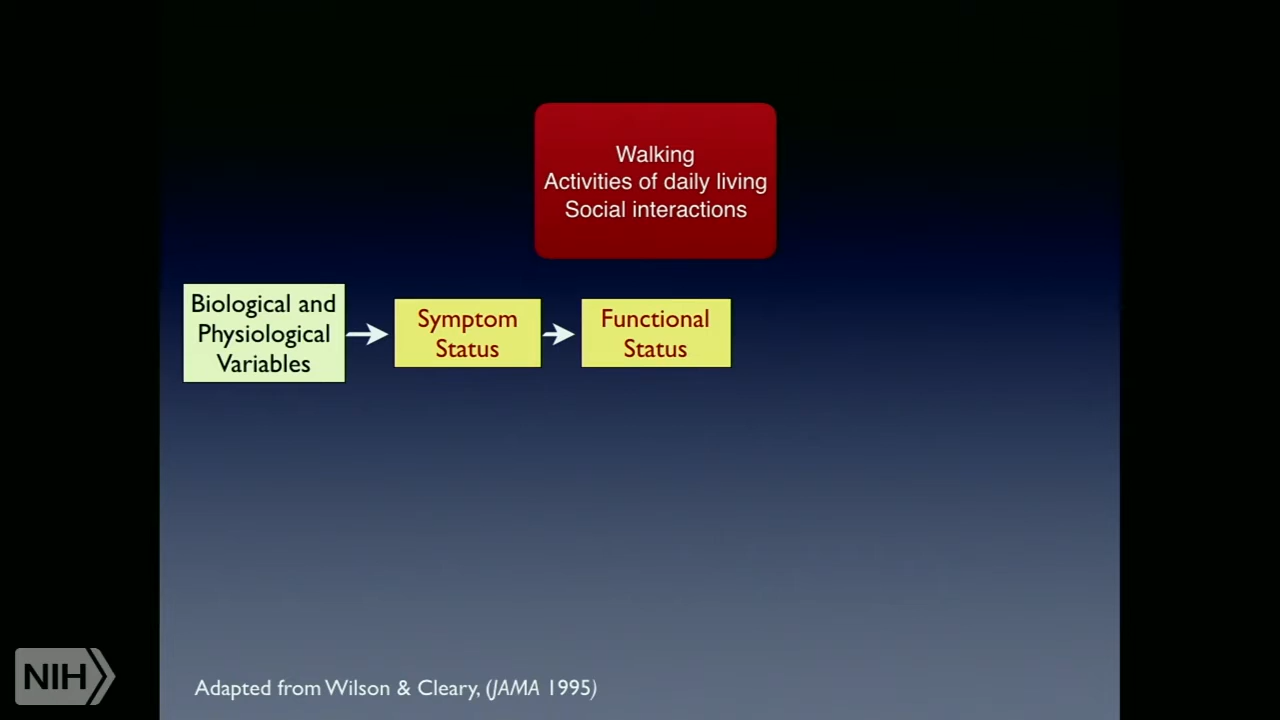 Walking
Activities of daily living
Social interactions
Biological and
Physiological
Variables
Symptom
Status
Functional
Status
NIH
Adapted from Wilson & Cleary, (JAMA 1995)